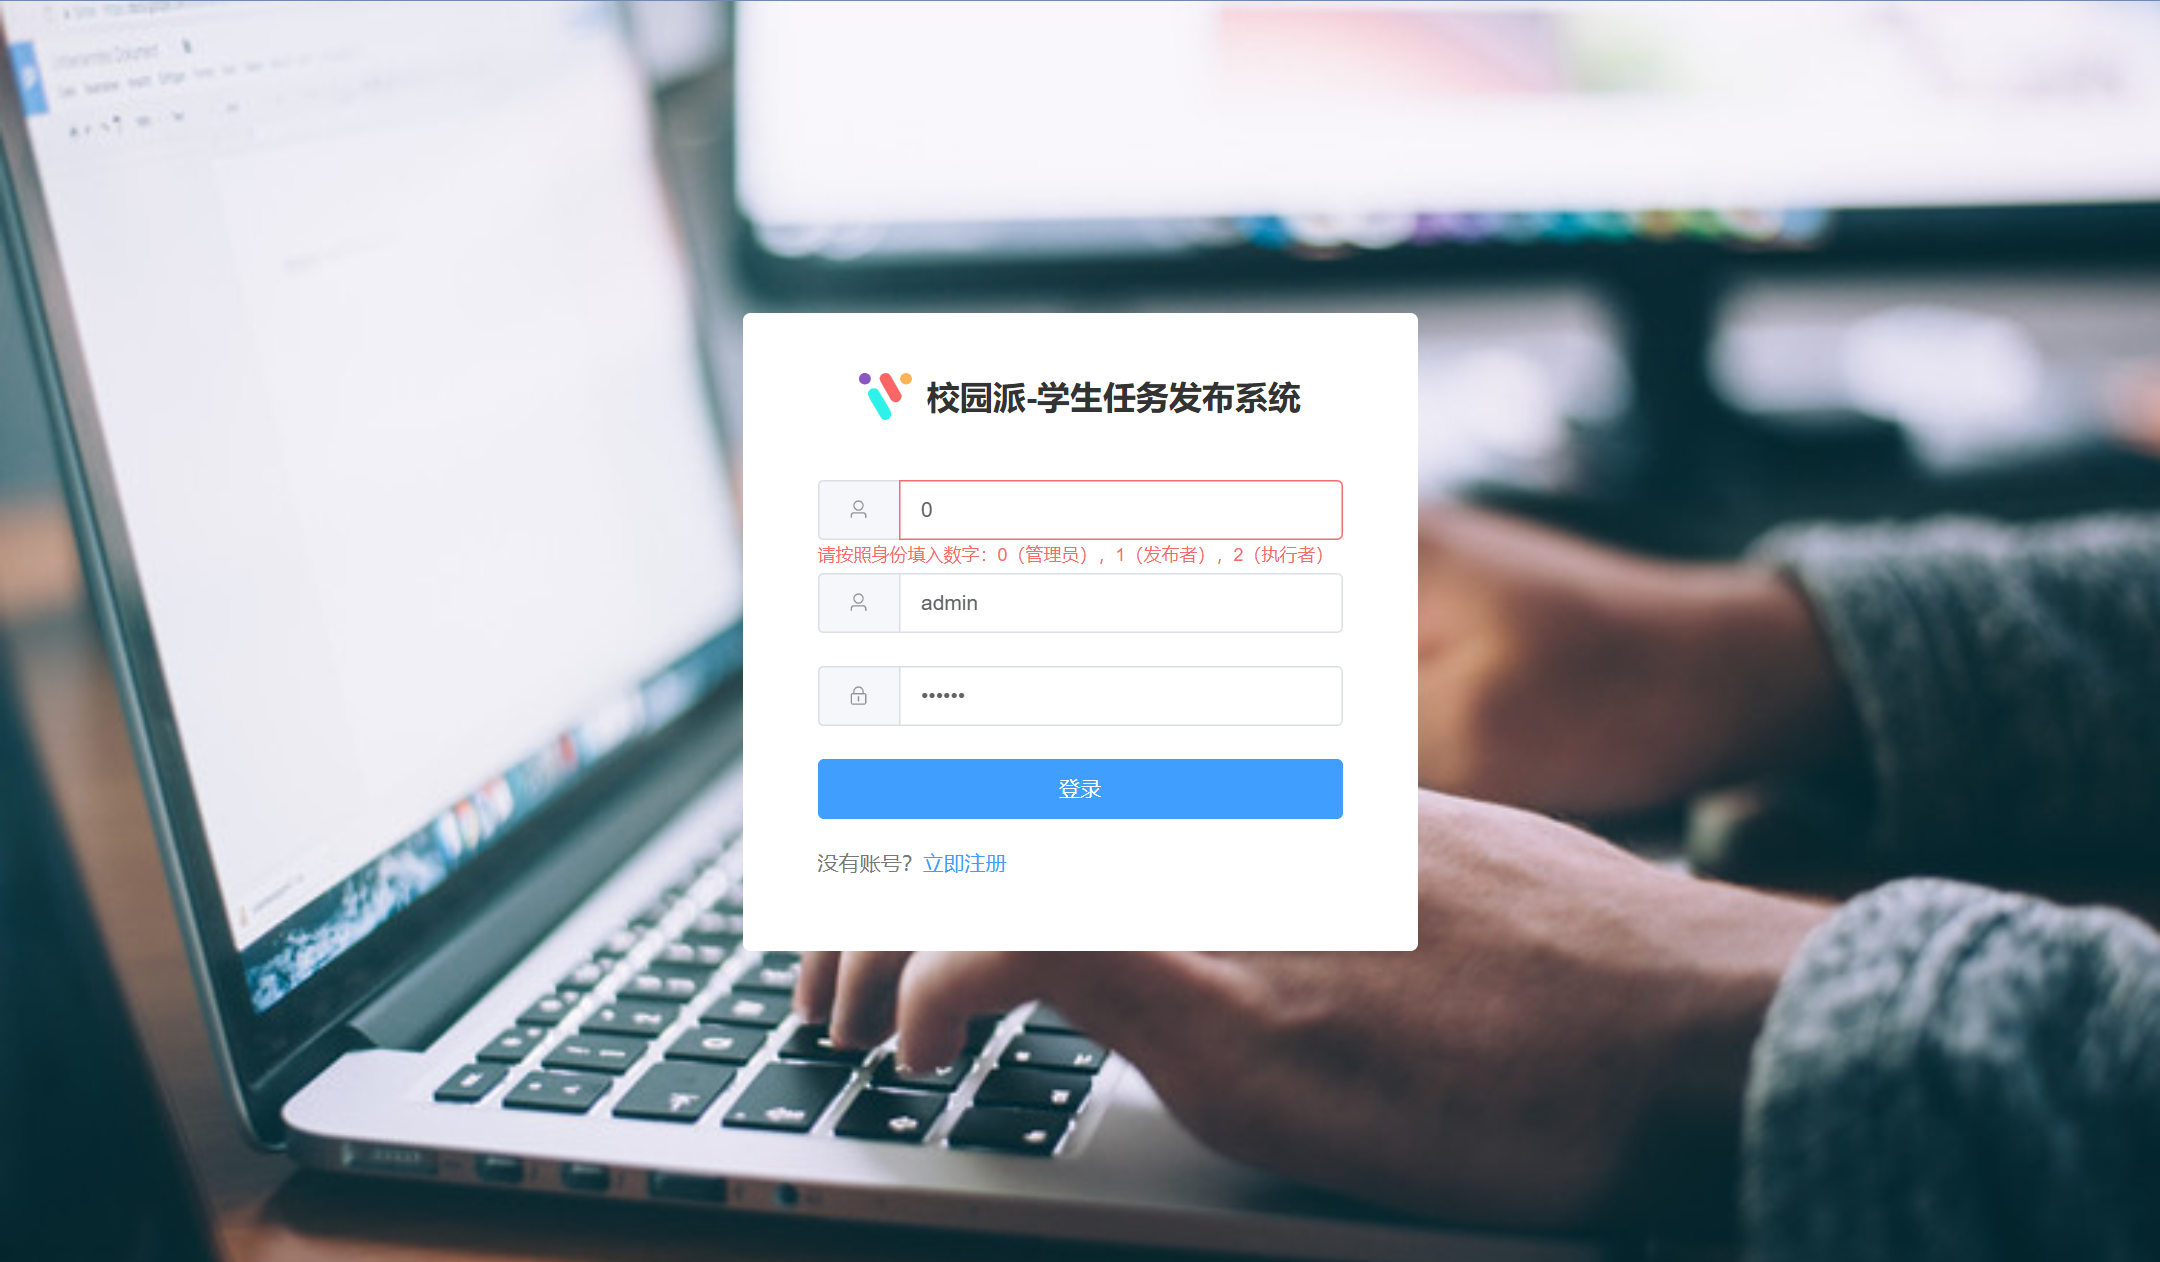 校园派-学生任务发布系统
0
请按照身份填入数字：0（管理员），1（发布者），2（执行者）
admin
••••••
登录
没有账号？立即注册